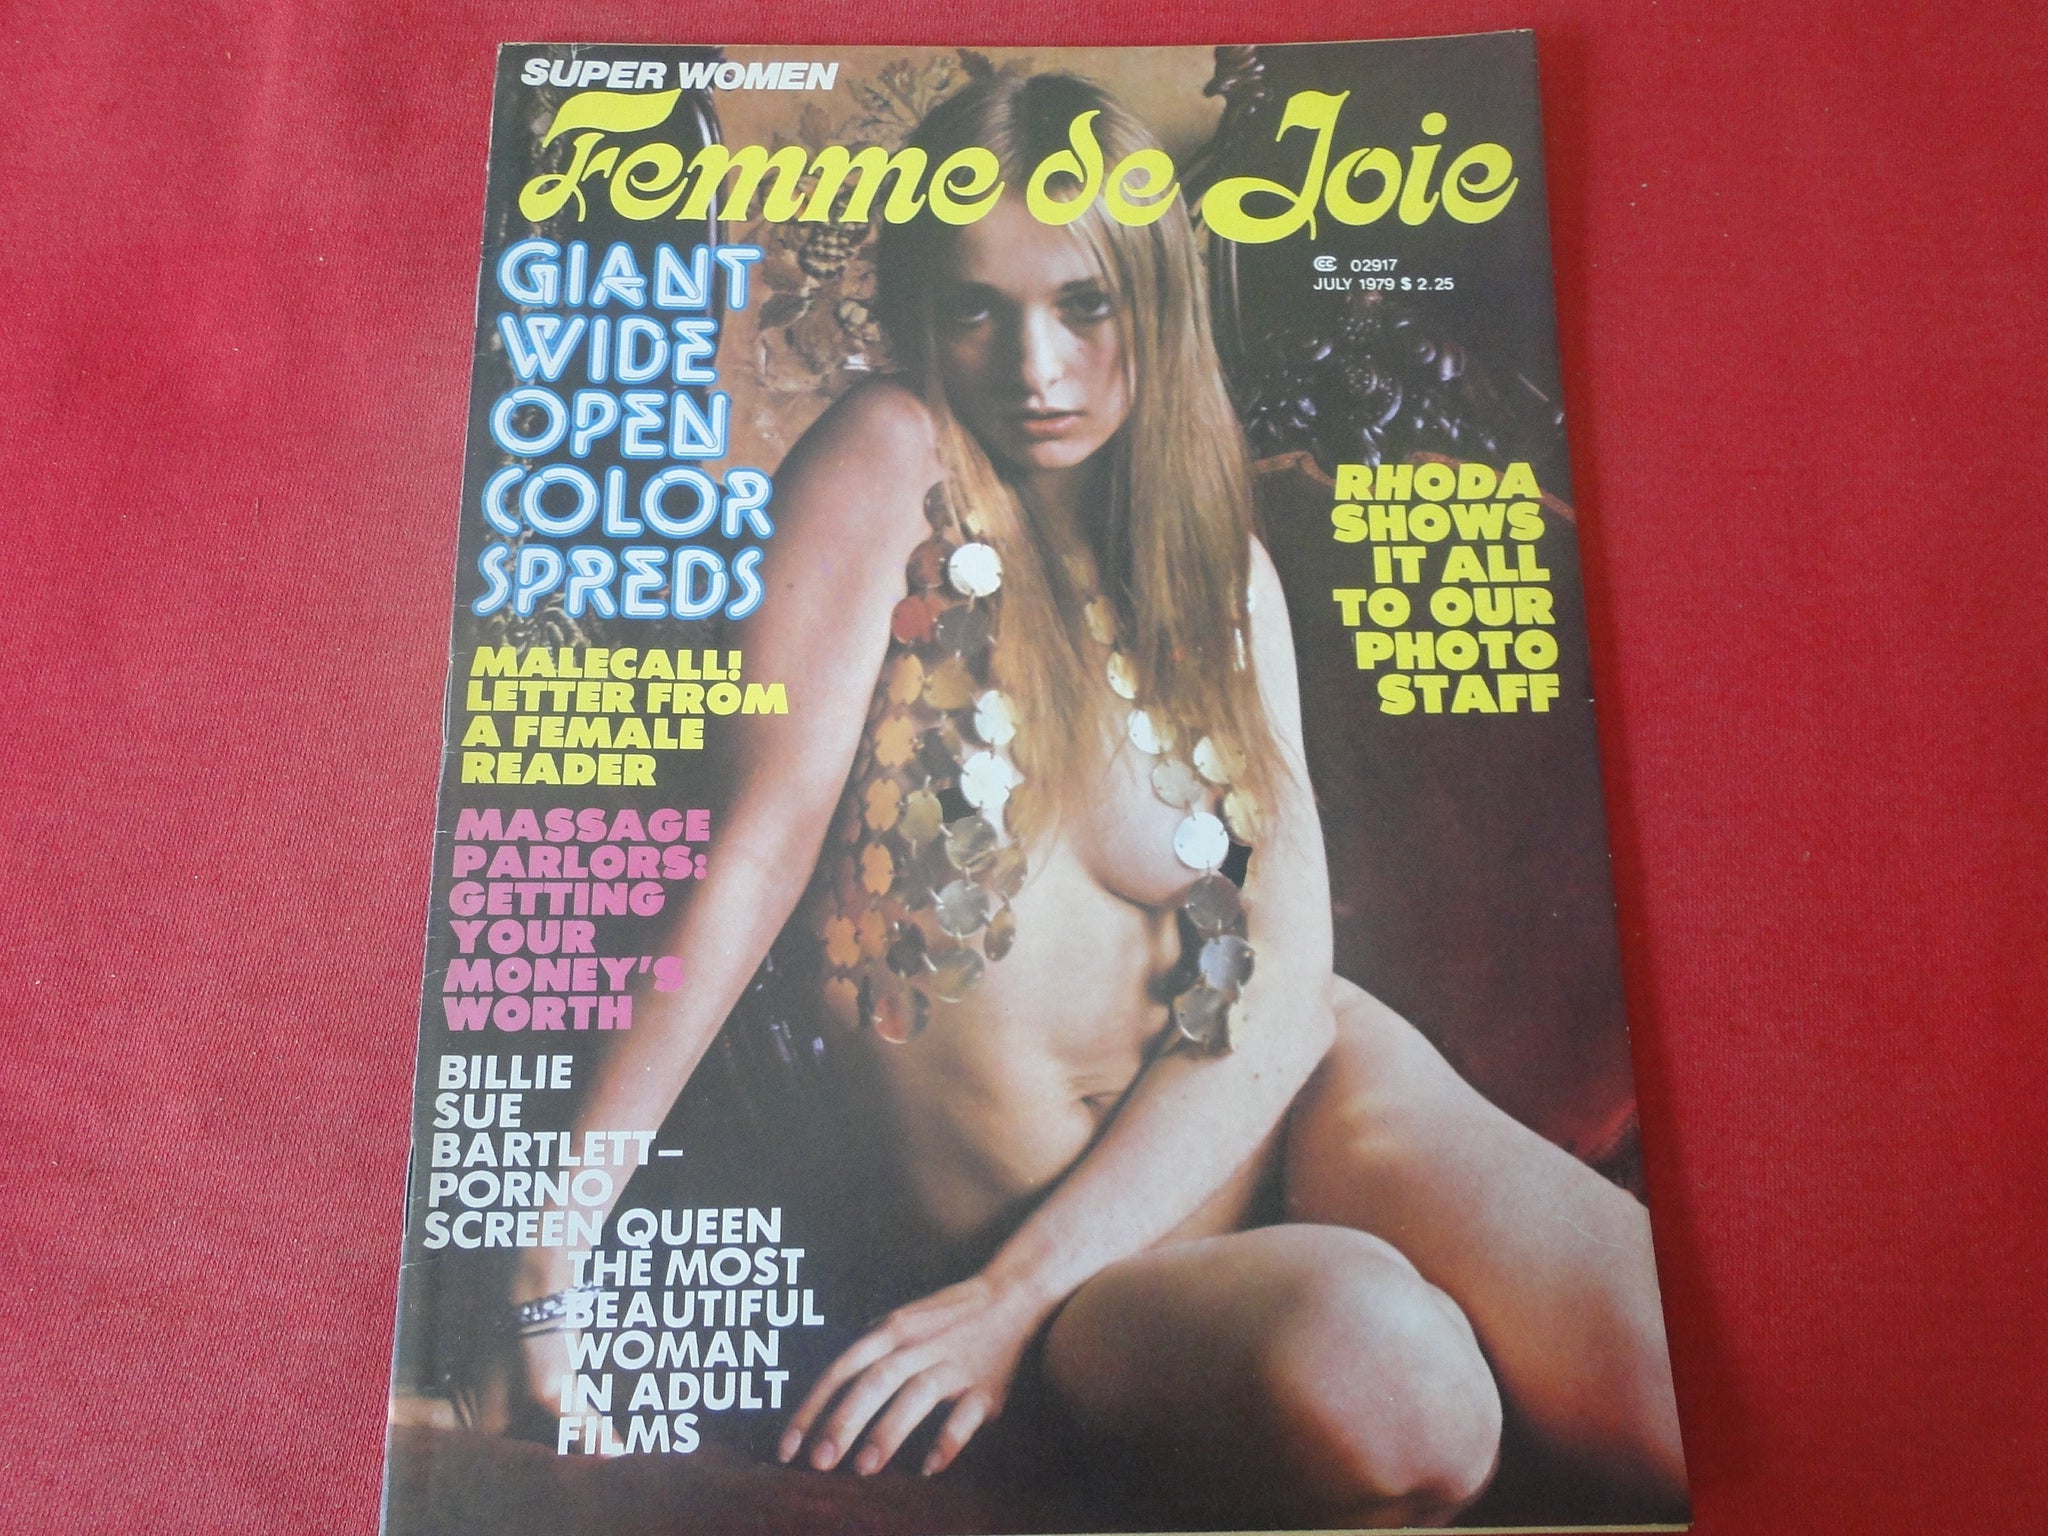 SUPER WOMEN
Femme de Joie
CC 02917
JULY 1979 $ 2.25
GIANT
WIDE
OPEN
COLOR
SPREDS
RHODA
SHOWS
IT ALL
TO OUR
PHOTO
STAFF
MALECALL!
LETTER FROM
A FEMALE
READER
MASSAGE
PARLORS:
GETTING
YOUR
MONEY'S
WORTH
BILLIE
SUE
BARTLETT—
PORNO
SCREEN QUEEN
THE MOST
BEAUTIFUL
WOMAN
IN ADULT
FILMS